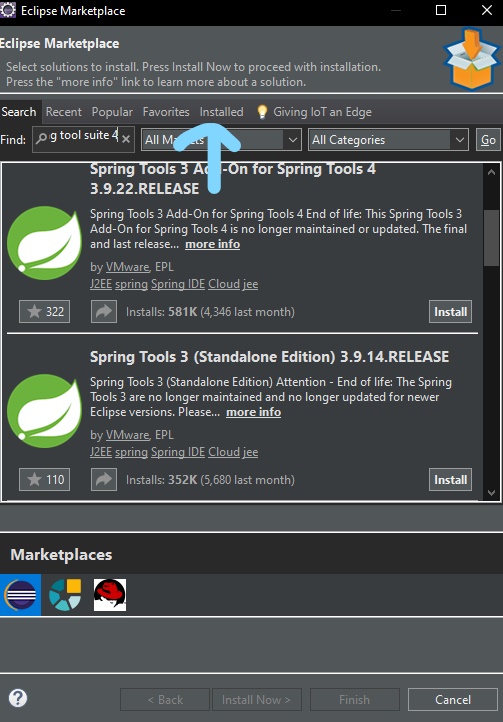 Eclipse Marketplace
Eclipse Marketplace
Select solutions to install. Press Install Now to proceed with installation.
Press the "more info" link to learn more about a solution.
Search Recent Popular Favorites Installed Giving IoT an Edge
Find: g tool suite 4 All Markets All Categories Go
Spring Tools 3 Add-On for Spring Tools 4
3.9.22.RELEASE
Spring Tools 3 Add-On for Spring Tools 4 End of life: This Spring Tools 3
Add-On for Spring Tools 4 is no longer maintained or updated. The final
and last release... more info
by VMware, EPL
J2EE spring Spring IDE Cloud jee
322 Installs: 581K (4,346 last month) Install
Spring Tools 3 (Standalone Edition) 3.9.14.RELEASE
Spring Tools 3 (Standalone Edition) Attention - End of life: The Spring
Tools 3 are no longer maintained and no longer updated for newer
Eclipse versions. Please... more info
by VMware, EPL
J2EE spring Spring IDE Cloud jee
110 Installs: 352K (5,680 last month) Install
Marketplaces
? < Back Install Now > Finish Cancel